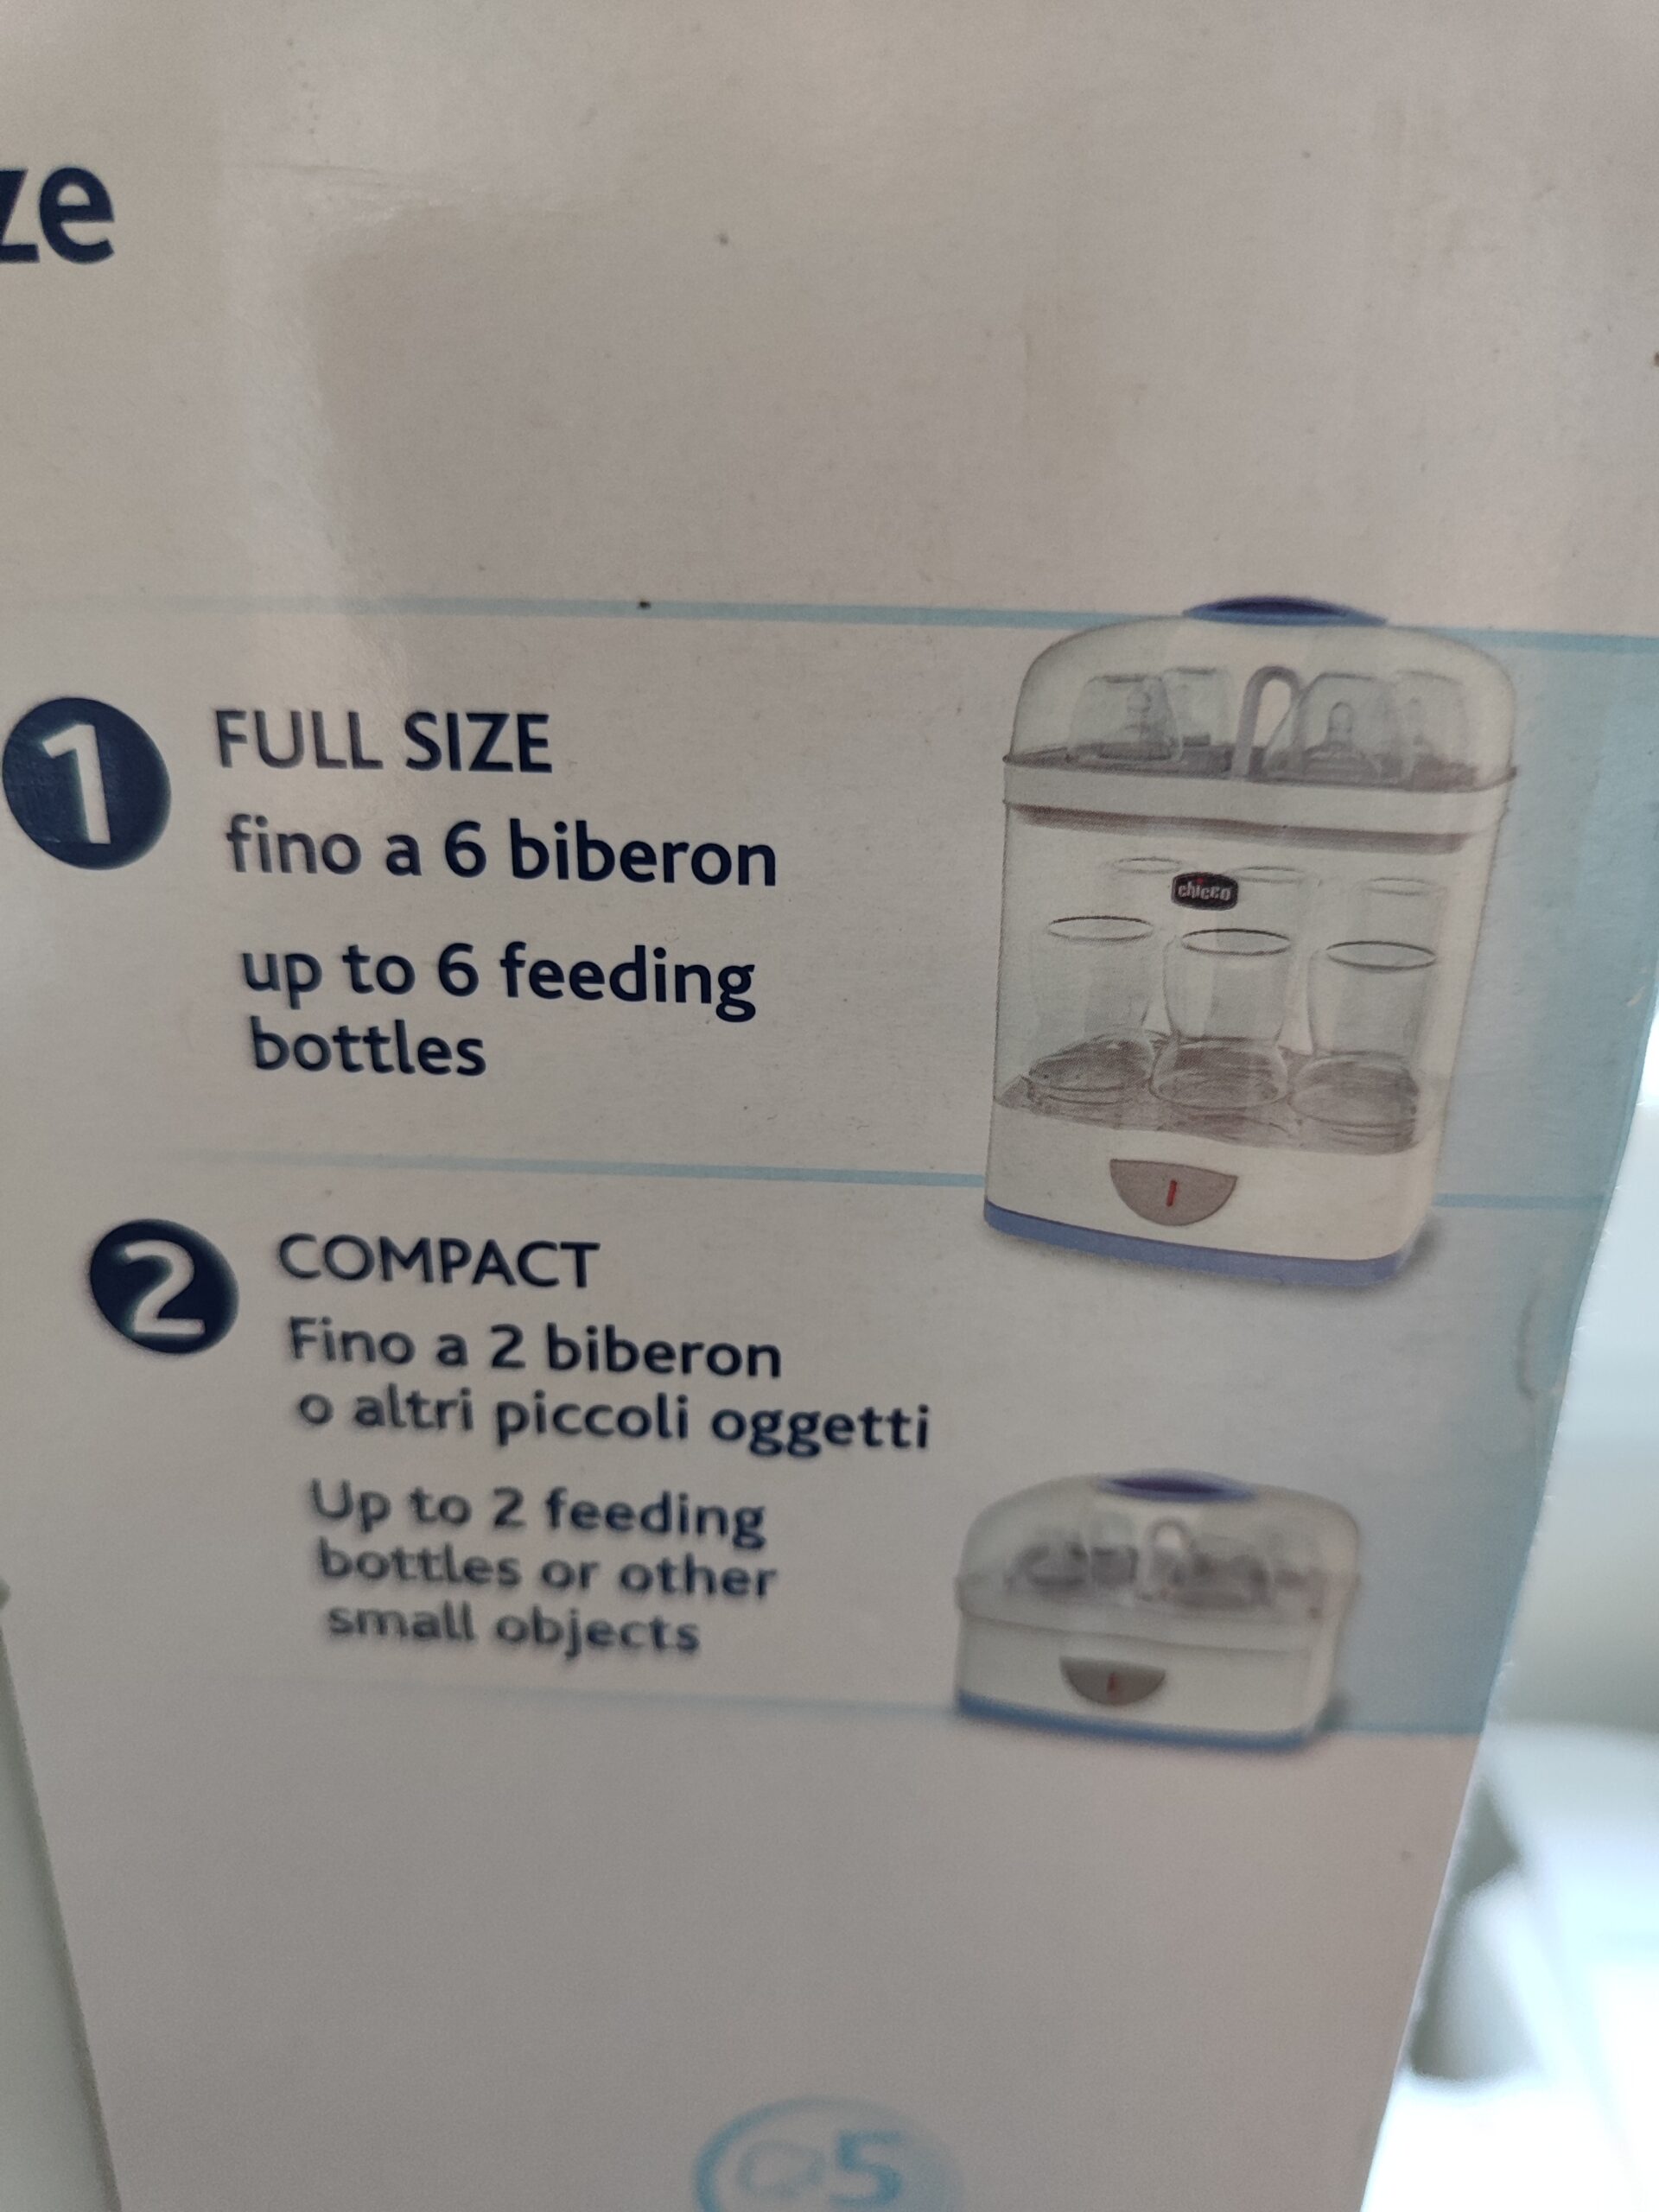 ze
1
FULL SIZE
fino a 6 biberon
up to 6 feeding
bottles
chicco
2
COMPACT
Fino a 2 biberon
o altri piccoli oggetti
Up to 2 feeding
bottles or other
small objects
5